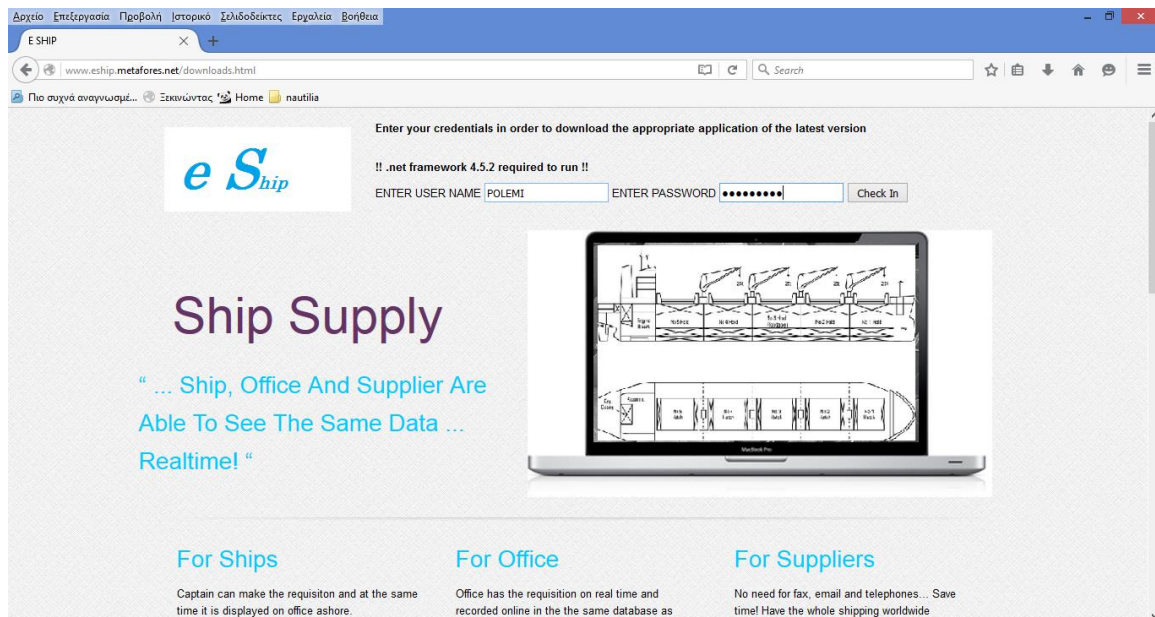 Αρχείο Επεξεργασία Προβολή Ιστορικό Σελιδοδείκτες Εργαλεία Βοήθεια
E SHIP
www.eship.metafores.net/downloads.html
Search
Πιο συχνά αναγνωσμέ... Ξεκινώντας Home nautilia
Enter your credentials in order to download the appropriate application of the latest version
e Ship
!! .net framework 4.5.2 required to run !!
ENTER USER NAME POLEMI ENTER PASSWORD ●●●●●●●●● Check In
Ship Supply
“ ... Ship, Office And Supplier Are
Able To See The Same Data ...
Realtime! “
MacBook Pro
For Ships
Captain can make the requisiton and at the same
time it is displayed on office ashore.
For Office
Office has the requisition on real time and
recorded online in the the same database as
For Suppliers
No need for fax, email and telephones... Save
time! Have the whole shipping worldwide